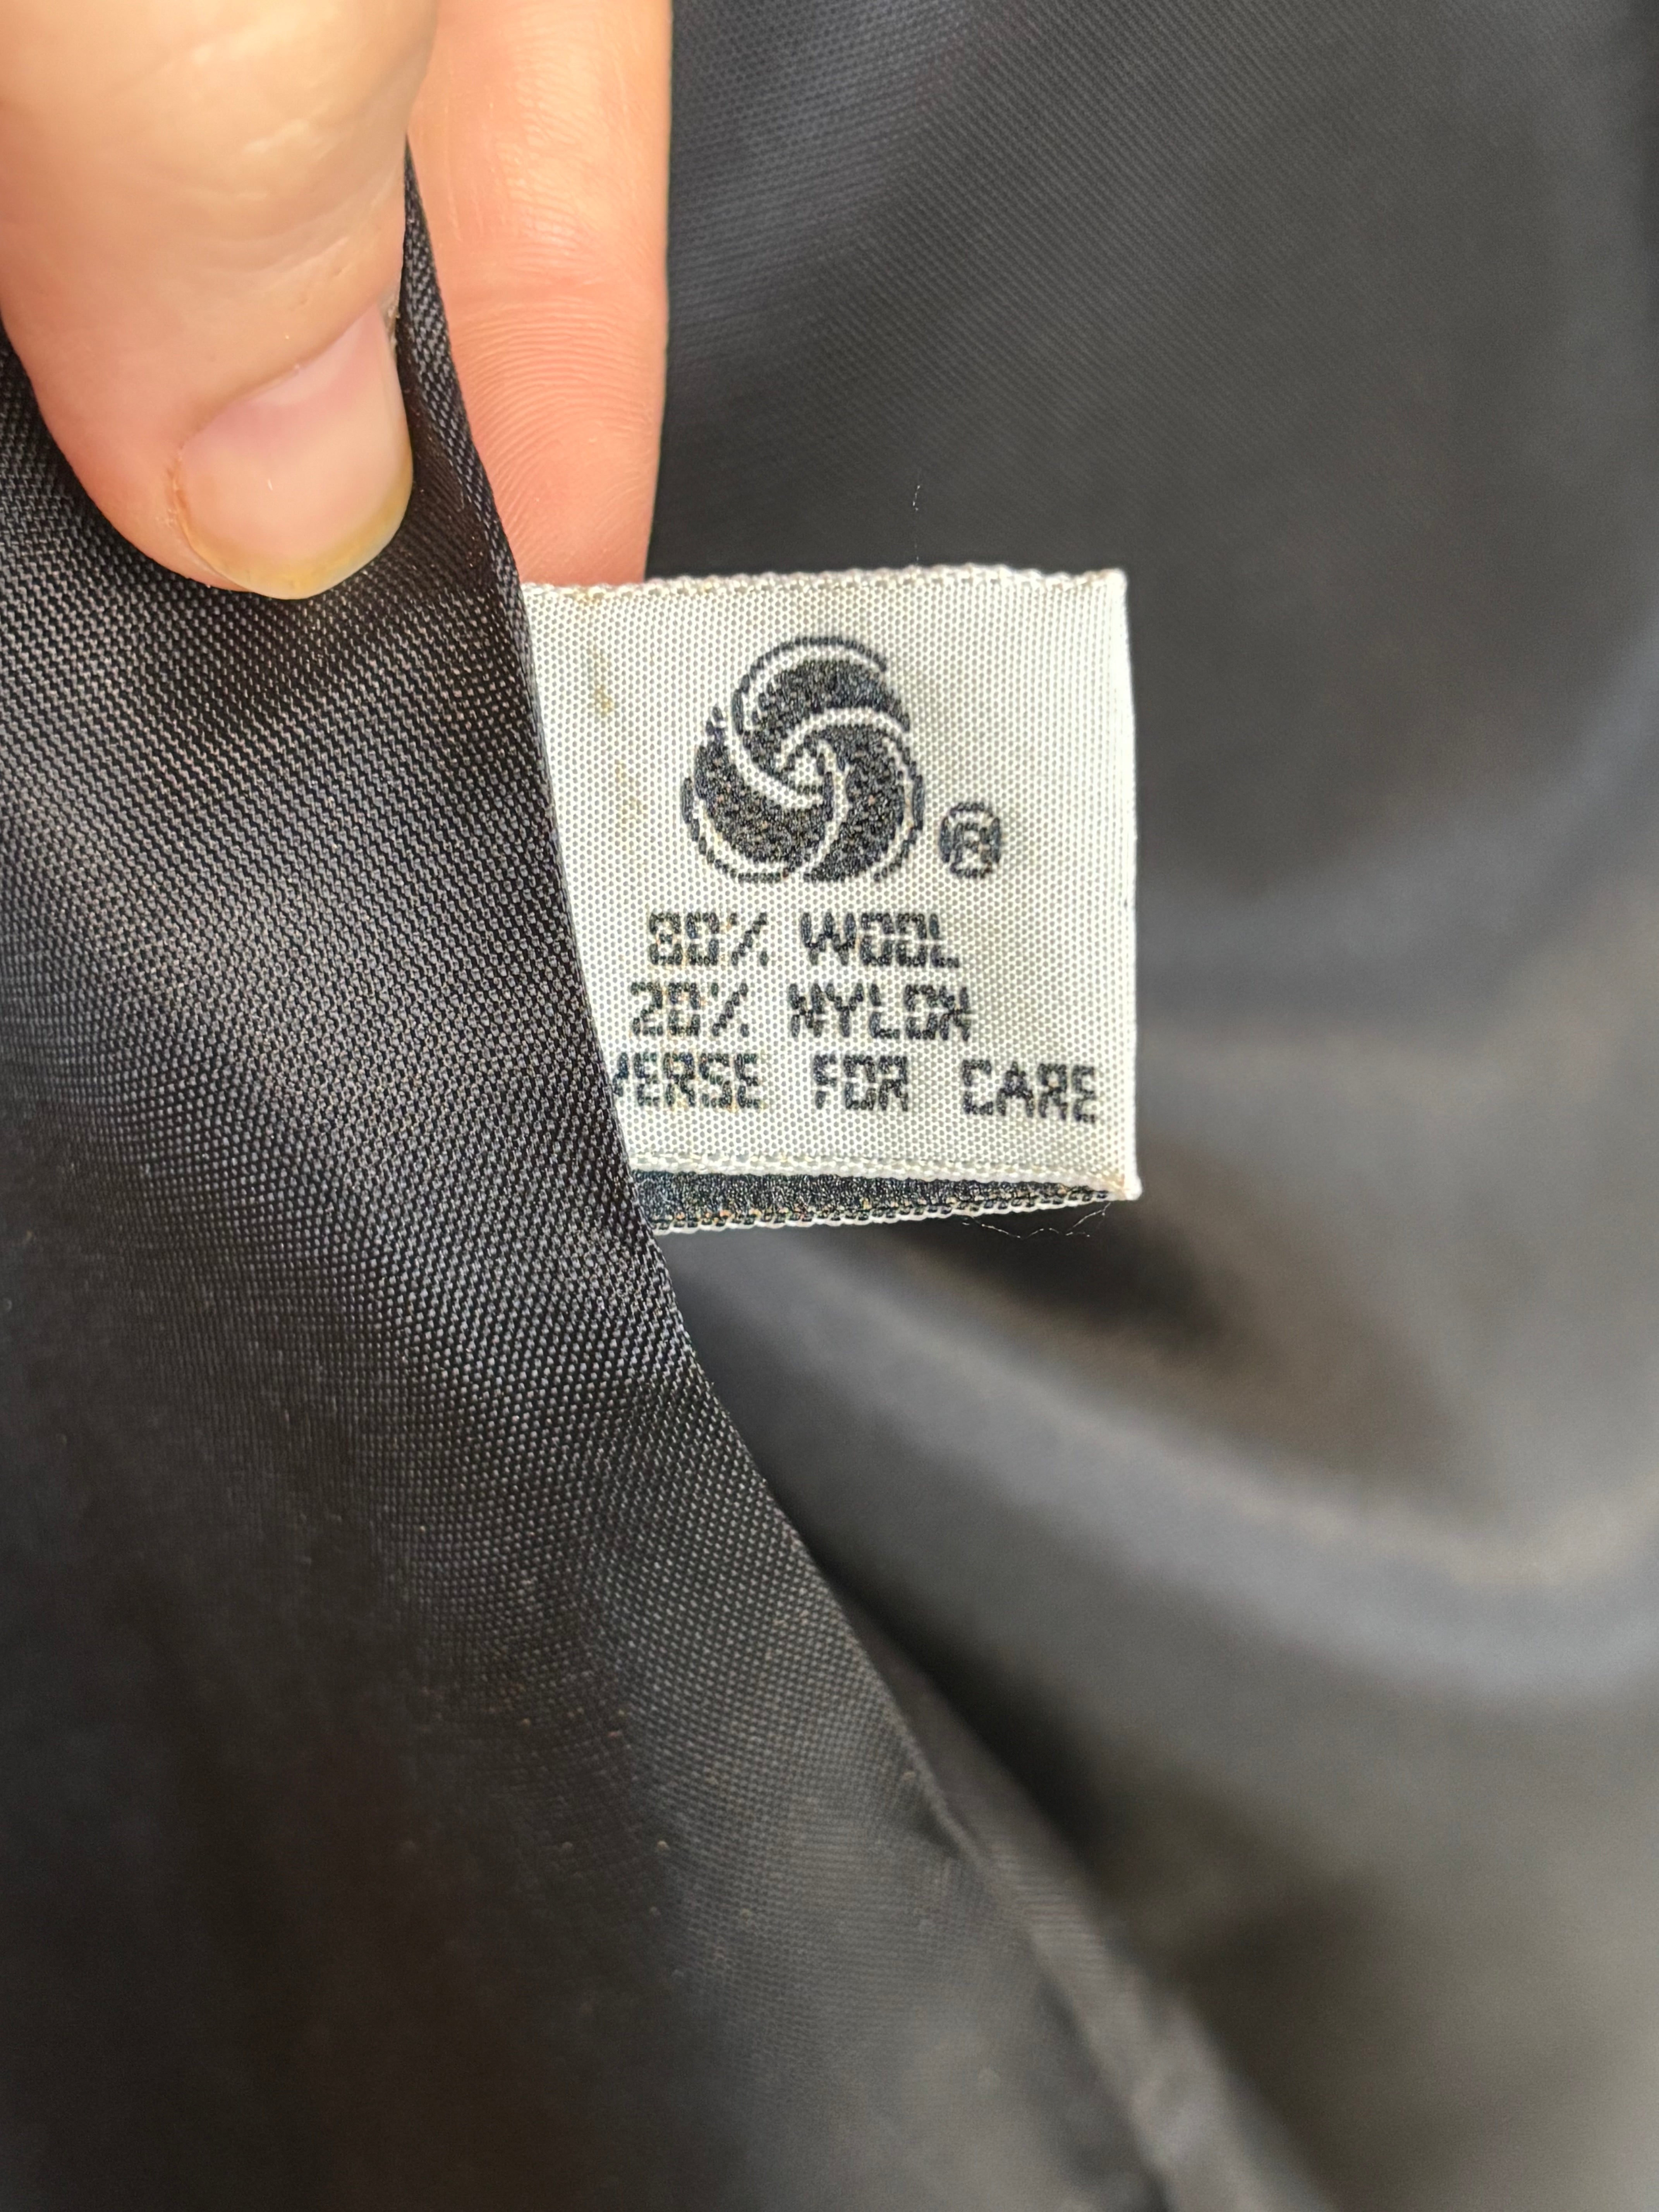 ®
80% WOOL
20% NYLON
VERSE FOR CARE